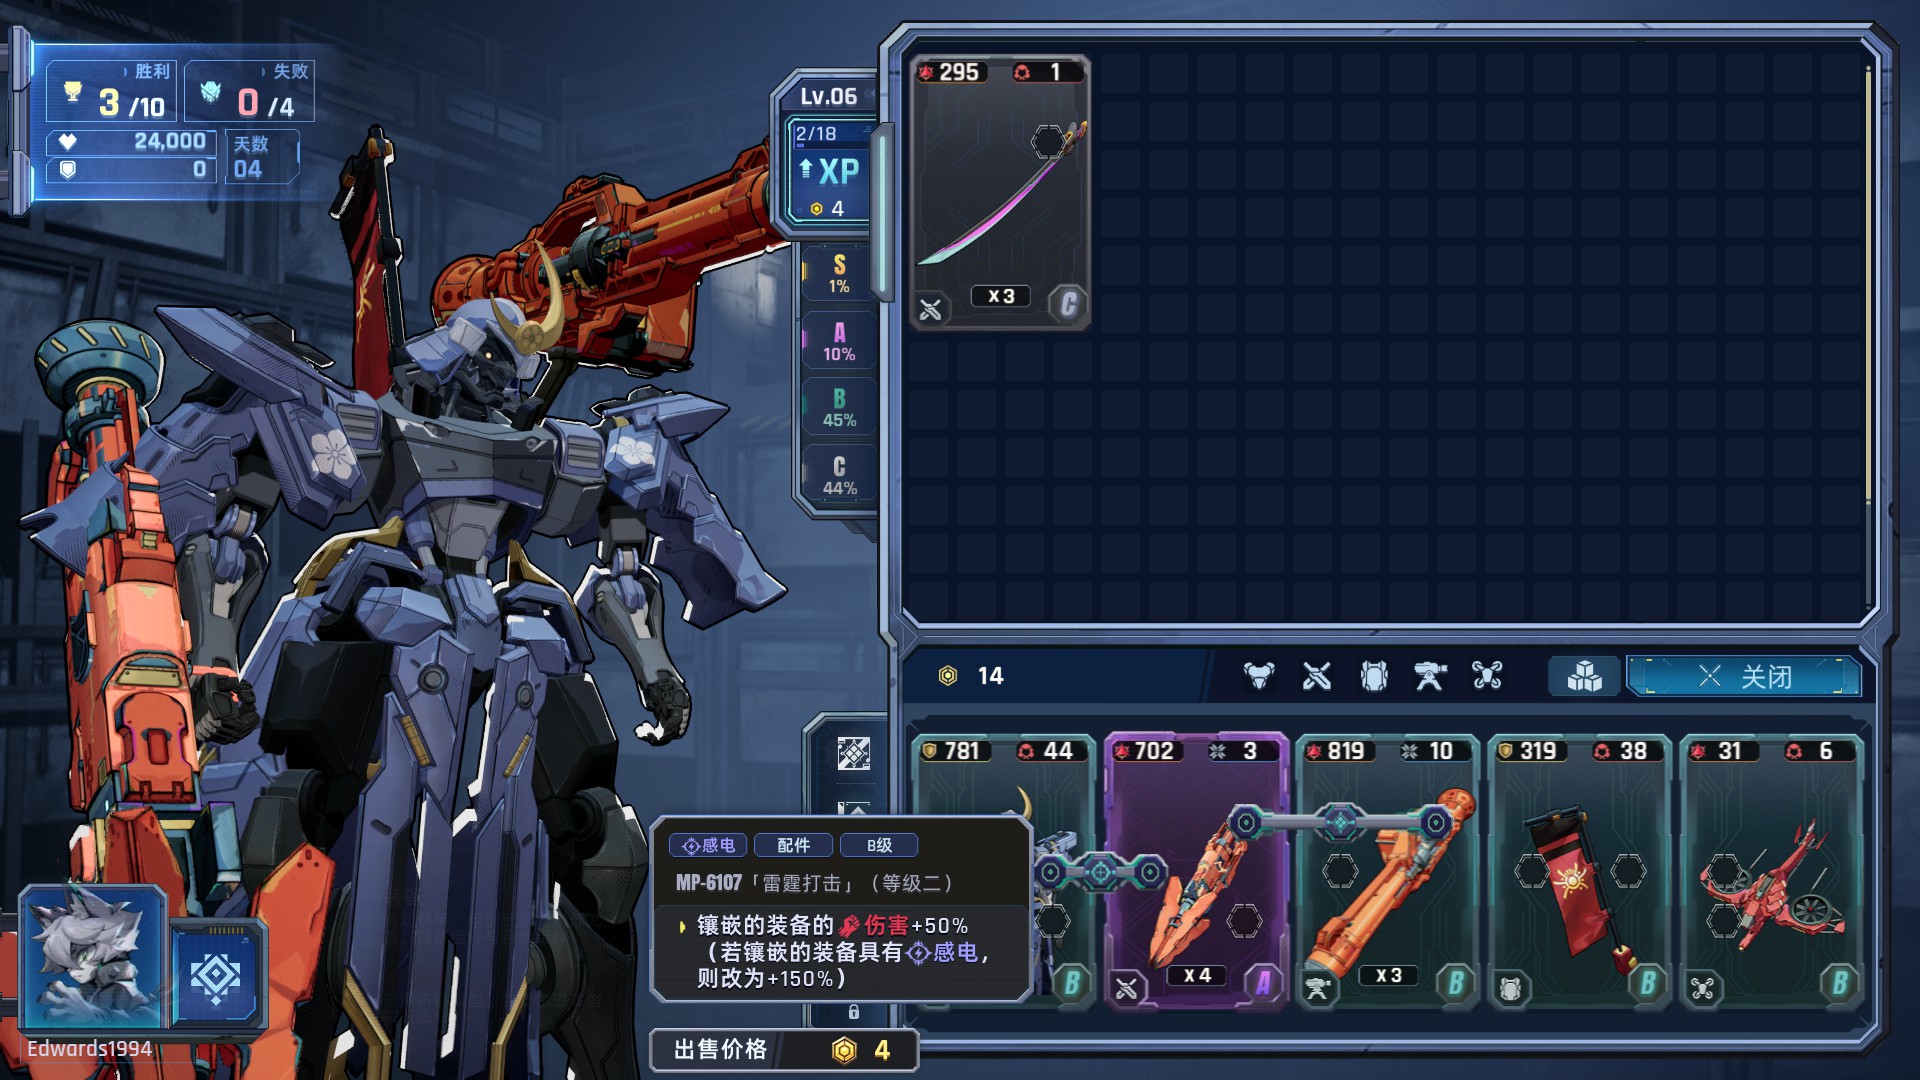 胜利
3 /10
失败
0 /4
24,000
0
天数
04
Lv.06
2/18
XP
4
S
1%
A
10%
B
45%
C
44%
295
1
x3
C
14
关闭
781
44
B
702
3
x4
A
819
10
x3
B
319
38
B
31
6
B
感电
配件
B级
MP-6107「雷霆打击」（等级二）
镶嵌的装备的伤害+50%
（若镶嵌的装备具有感电，
则改为+150%）
出售价格
4
Edwards1994